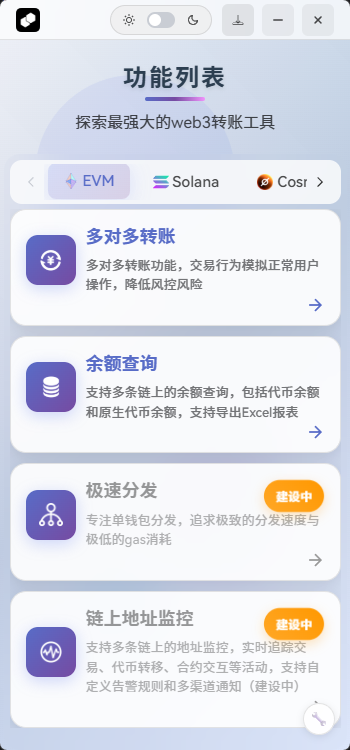 功能列表
探索最强大的web3转账工具
EVM
Solana
Cosr
多对多转账
多对多转账功能，交易行为模拟正常用户
操作，降低风控风险
余额查询
支持多条链上的余额查询，包括代币余额
和原生代币余额，支持导出Excel报表
极速分发
建设中
专注单钱包分发，追求极致的分发速度与
极低的gas消耗
链上地址监控
建设中
支持多条链上的地址监控，实时追踪交
易、代币转移、合约交互等活动，支持自
定义告警规则和多渠道通知（建设中）